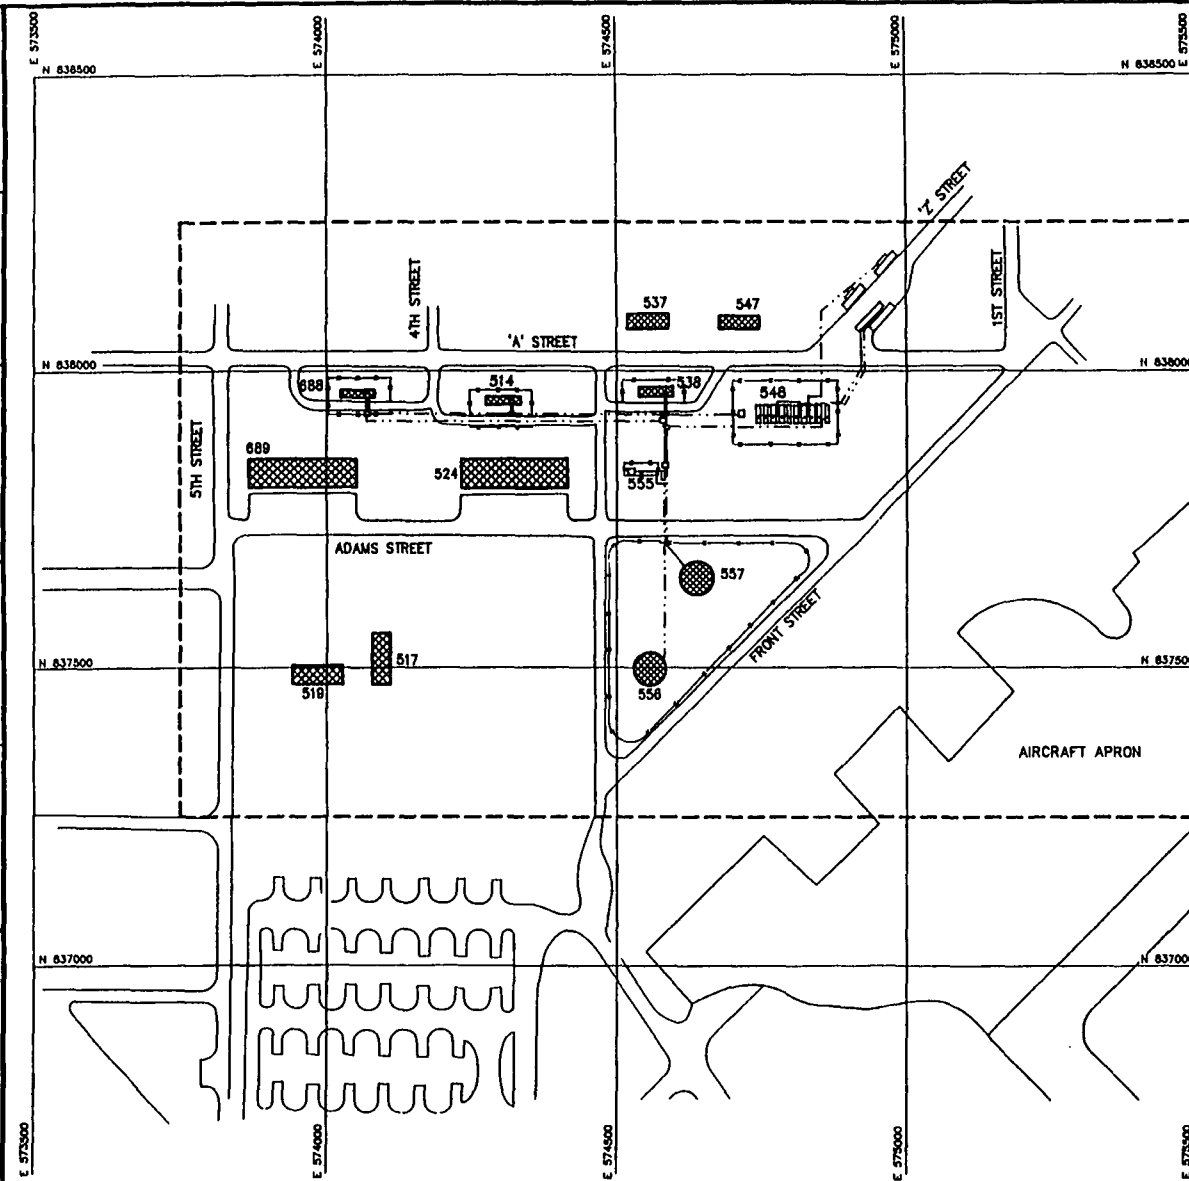 E 573500
E 574000
E 574500
E 575000
E 575500
N 838500
N 838500
'Z' STREET
4TH STREET
1ST STREET
537
547
'A' STREET
N 838000
N 838000
688
514
538
548
5TH STREET
689
524
555
ADAMS STREET
557
FRONT STREET
N 837500
N 837500
517
519
556
AIRCRAFT APRON
N 837000
N 837000
E 573500
E 574000
E 574500
E 575000
E 575500